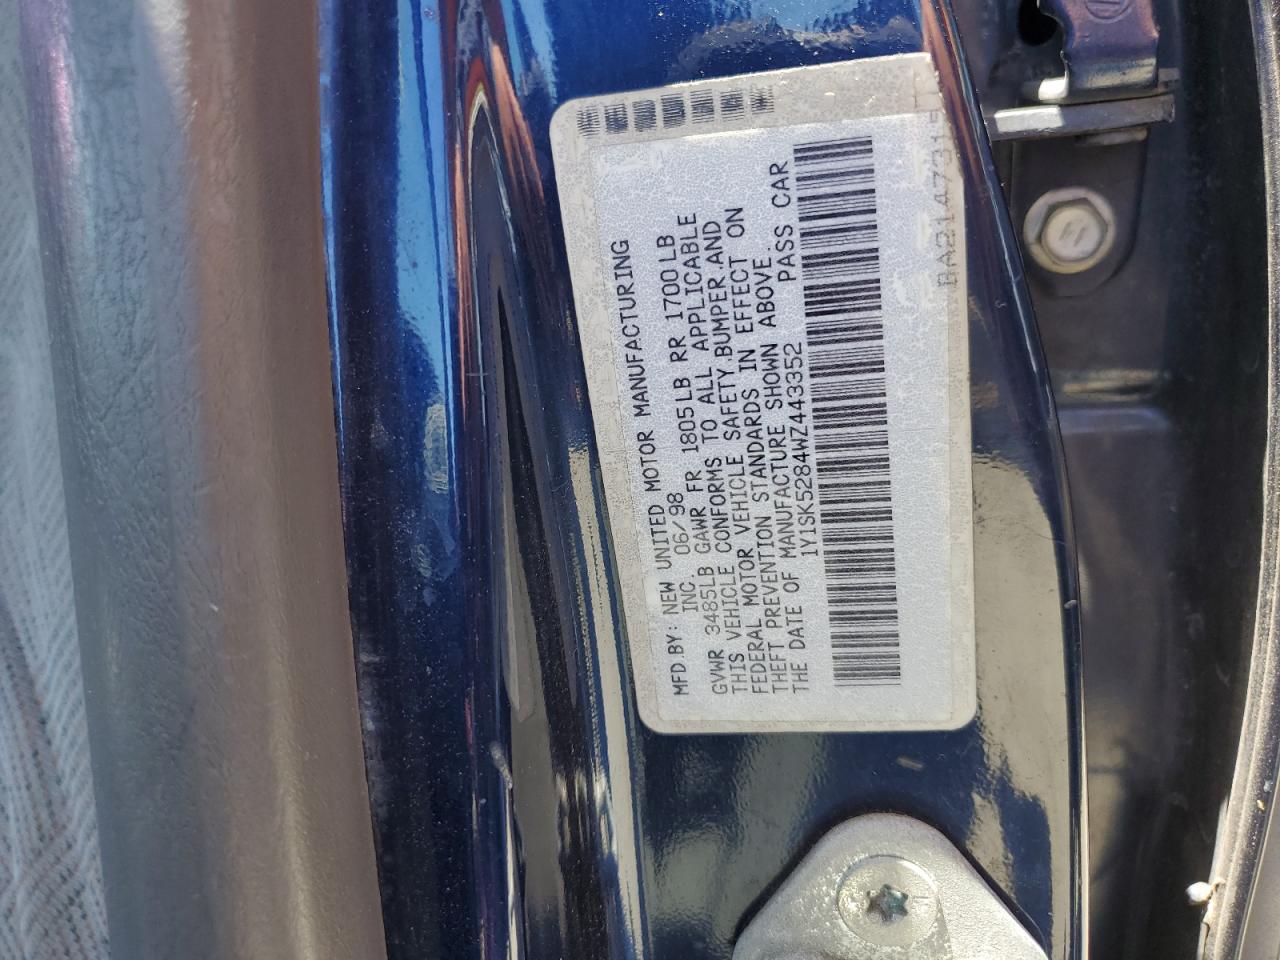 MFD.BY: NEW UNITED MOTOR MANUFACTURING
INC. 06/98
GVWR 3485LB GAWR FR 1805LB RR 1700LB
THIS VEHICLE CONFORMS TO ALL APPLICABLE
FEDERAL MOTOR VEHICLE SAFETY,BUMPER,AND
THEFT PREVENTION STANDARDS IN EFFECT ON
THE DATE OF MANUFACTURE SHOWN ABOVE.
1Y1SK5284WZ443352 PASS CAR